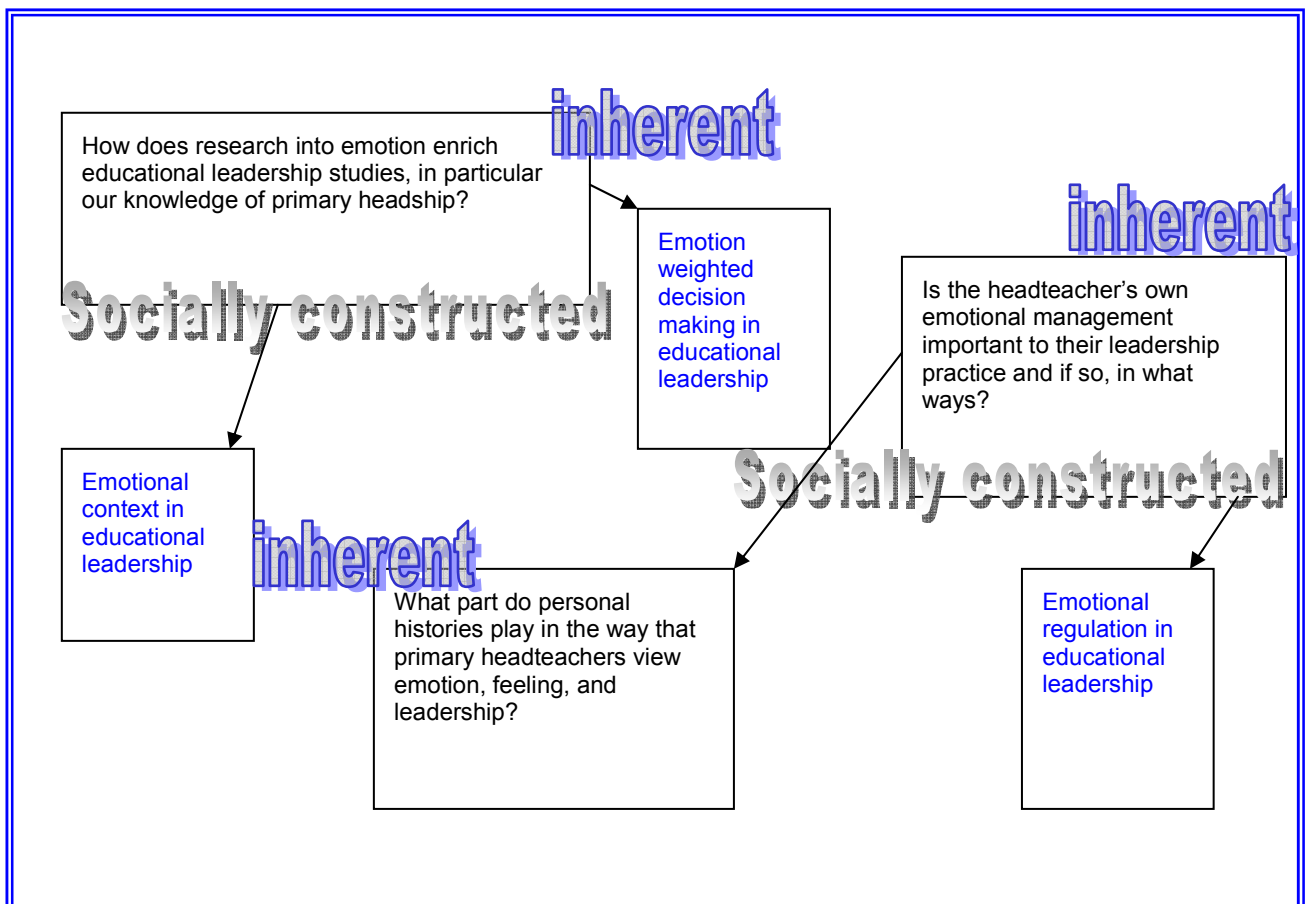 inherent
How does research into emotion enrich
educational leadership studies, in particular
our knowledge of primary headship?
Socially constructed
Emotion
weighted
decision
making in
educational
leadership
inherent
Is the headteacher’s own
emotional management
important to their leadership
practice and if so, in what
ways?
Socially constructed
Emotional
context in
educational
leadership
inherent
What part do personal
histories play in the way that
primary headteachers view
emotion, feeling, and
leadership?
Emotional
regulation in
educational
leadership